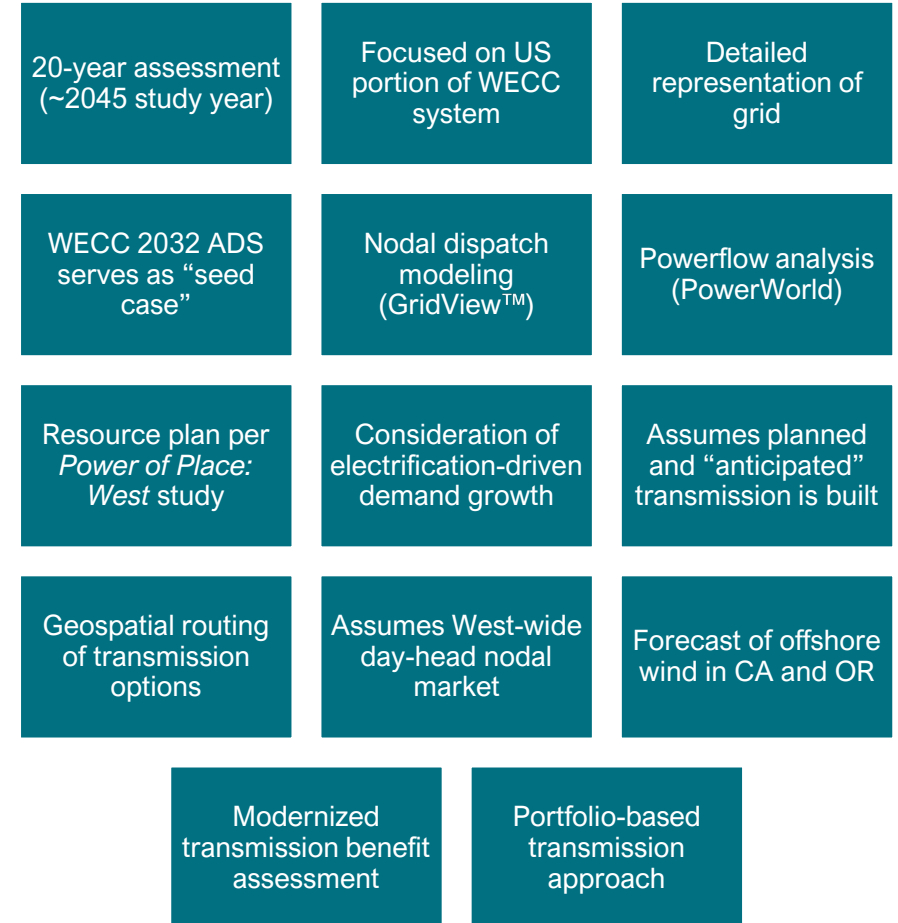 20-year assessment
(~2045 study year)
Focused on US
portion of WECC
system
Detailed
representation of
grid
WECC 2032 ADS
serves as “seed
case”
Nodal dispatch
modeling
(GridView™)
Powerflow analysis
(PowerWorld)
Resource plan per
Power of Place:
West study
Consideration of
electrification-driven
demand growth
Assumes planned
and “anticipated”
transmission is built
Geospatial routing
of transmission
options
Assumes West-wide
day-head nodal
market
Forecast of offshore
wind in CA and OR
Modernized
transmission benefit
assessment
Portfolio-based
transmission
approach